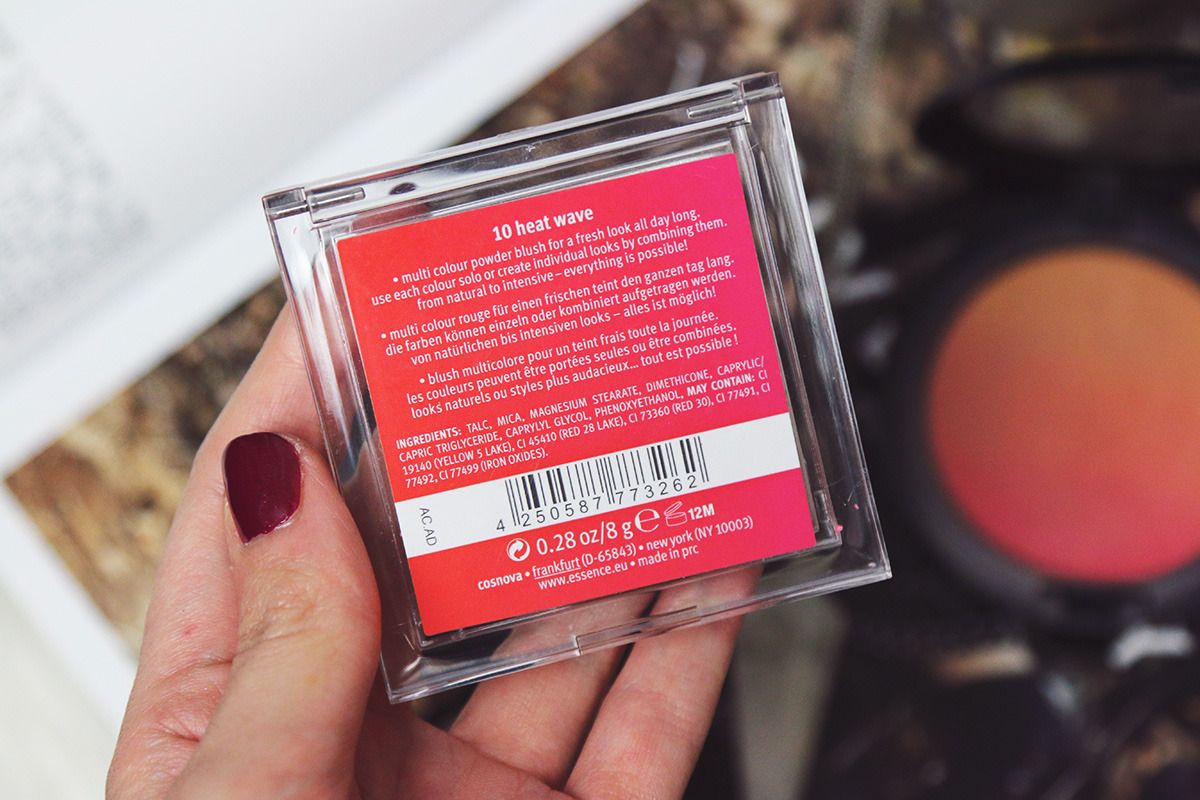 10 heat wave
• multi colour powder blush for a fresh look all day long.
use each colour solo or create individual looks by combining them.
from natural to intensive – everything is possible!
• multi colour rouge für einen frischen teint den ganzen tag lang.
die farben können einzeln oder kombiniert aufgetragen werden.
von natürlichen bis intensiven looks – alles ist möglich!
• blush multicolore pour un teint frais toute la journée.
les couleurs peuvent être portées seules ou être combinées.
looks naturels ou styles plus audacieux... tout est possible !
INGREDIENTS: TALC, MICA, MAGNESIUM STEARATE, DIMETHICONE, CAPRYLIC/
CAPRIC TRIGLYCERIDE, CAPRYLYL GLYCOL, PHENOXYETHANOL. MAY CONTAIN: CI
19140 (YELLOW 5 LAKE), CI 45410 (RED 28 LAKE), CI 73360 (RED 30), CI 77491, CI
77492, CI 77499 (IRON OXIDES).
AC.AD
4 250587 773262
0.28 oz/8 g e 12M
cosnova • frankfurt (D-65843) • new york (NY 10003)
www.essence.eu • made in prc